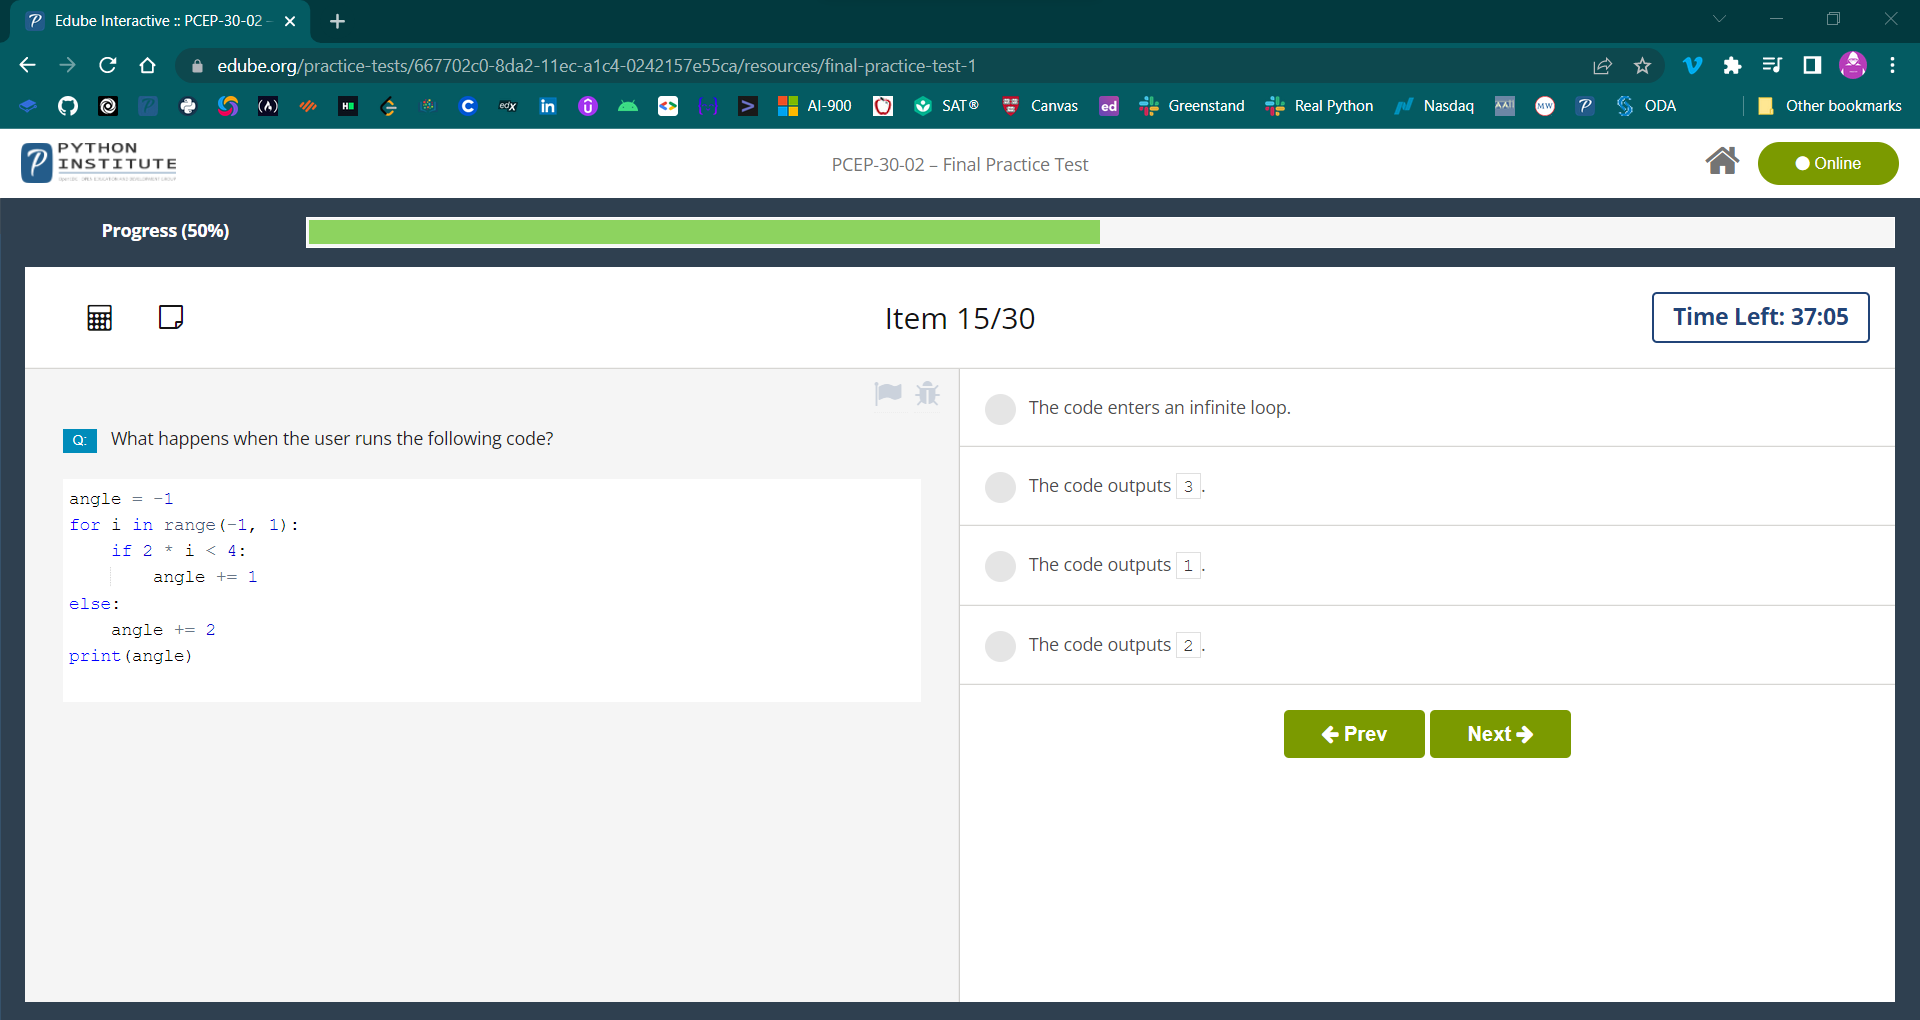 Edube Interactive :: PCEP-30-02 -
edube.org/practice-tests/667702c0-8da2-11ec-a1c4-0242157e55ca/resources/final-practice-test-1
AI-900
SAT®
Canvas
ed
Greenstand
Real Python
Nasdaq
AATI
MW
ODA
Other bookmarks
PYTHON
INSTITUTE
PCEP-30-02 – Final Practice Test
Online
Progress (50%)
Item 15/30
Time Left: 37:05
Q: What happens when the user runs the following code?
angle = -1
for i in range(-1, 1):
    if 2 * i < 4:
        angle += 1
else:
    angle += 2
print(angle)
The code enters an infinite loop.
The code outputs 3.
The code outputs 1.
The code outputs 2.
Prev
Next